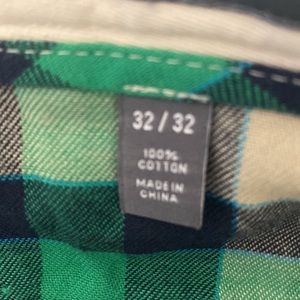 32 / 32
100%
COTTON
MADE IN
CHINA